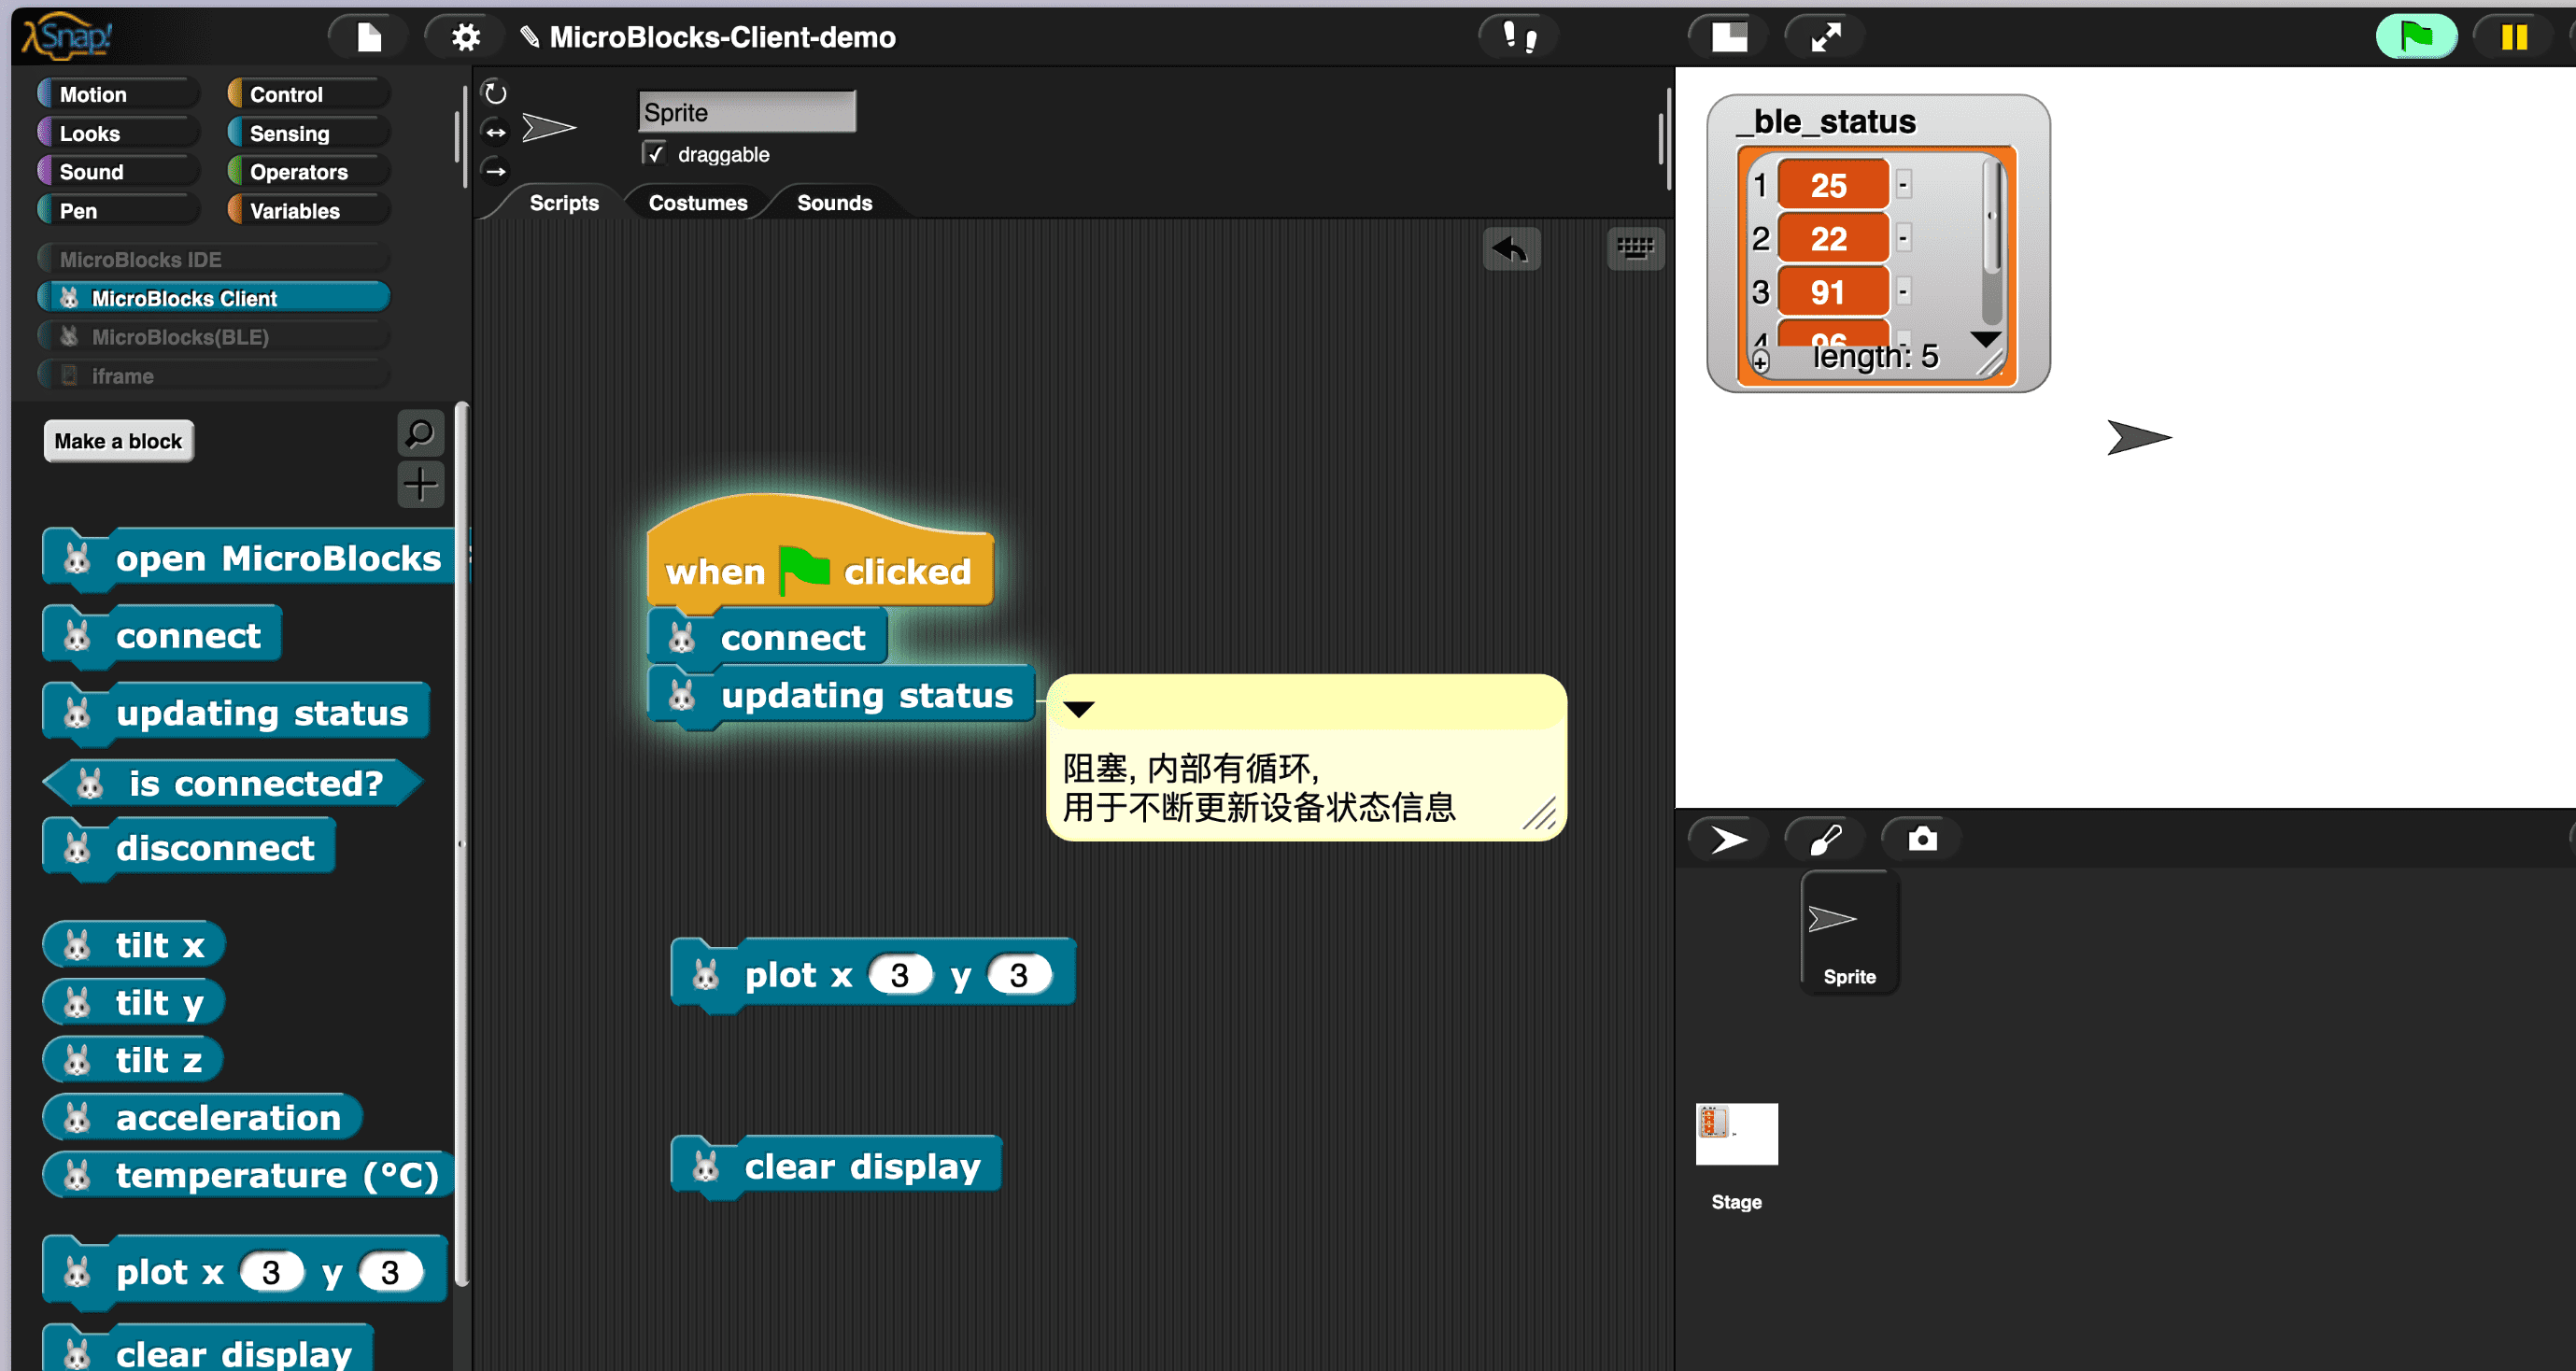 λSnap!
MicroBlocks-Client-demo
Motion
Control
Looks
Sensing
Sound
Operators
Pen
Variables
MicroBlocks IDE
MicroBlocks Client
MicroBlocks(BLE)
iframe
Make a block
open MicroBlocks
connect
updating status
is connected?
disconnect
tilt x
tilt y
tilt z
acceleration
temperature (°C)
plot x 3 y 3
clear display
Sprite
draggable
Scripts
Costumes
Sounds
when clicked
connect
updating status
阻塞, 内部有循环,
用于不断更新设备状态信息
plot x 3 y 3
clear display
_ble_status
1 25 -
2 22 -
3 91 -
4 96 -
+ length: 5
Sprite
Stage